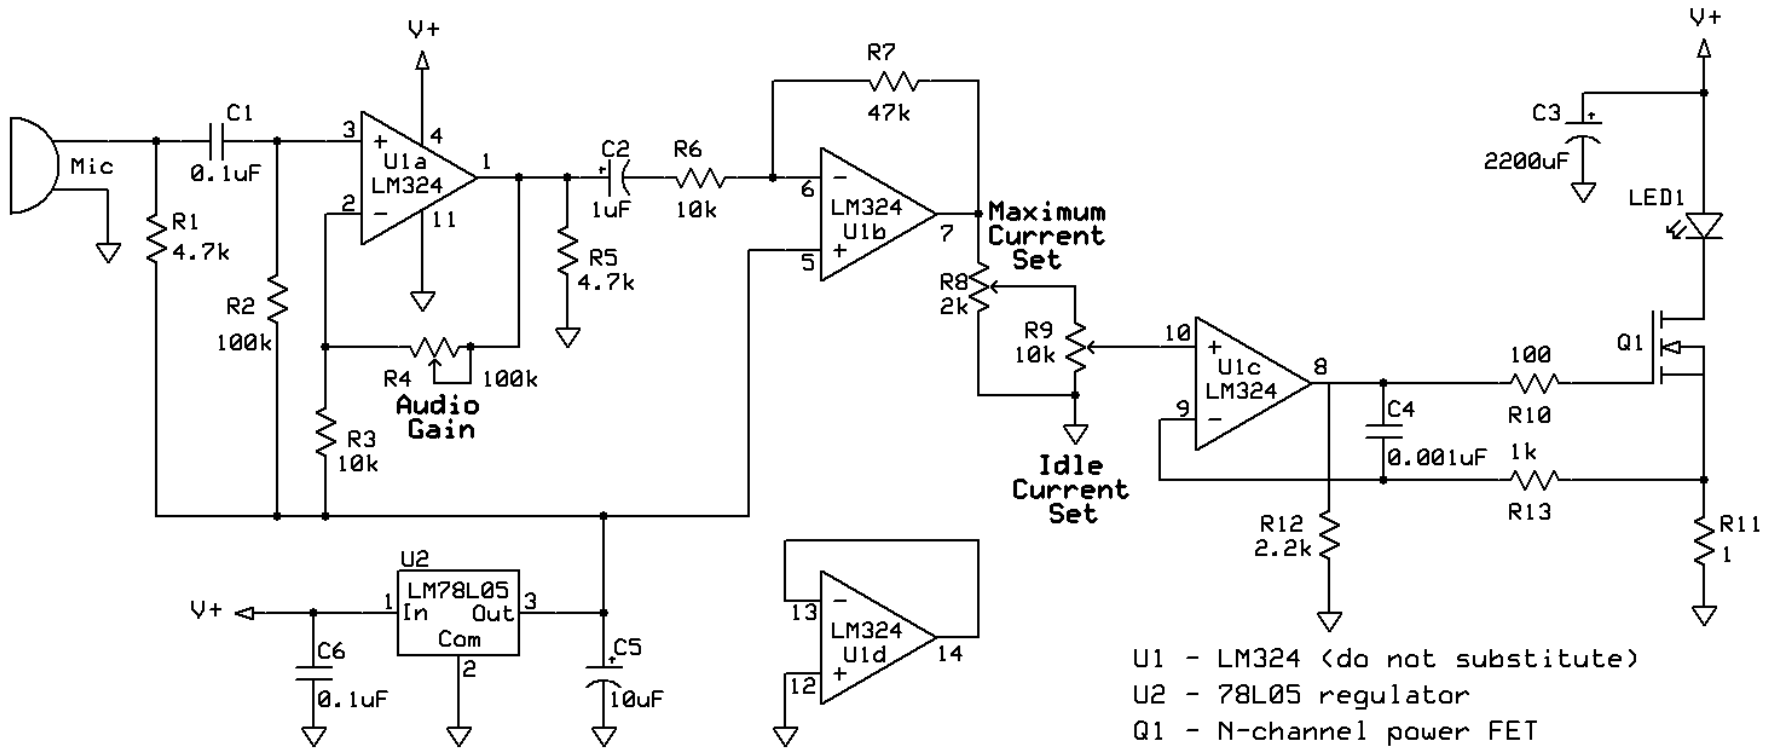 V+
V+
R7
47k
C1
0.1uF
Mic
3
+
4
U1a
LM324
1
2
-
11
C2
+
1uF
R6
10k
6
-
LM324
U1b
7
5
+
Maximum
Current
Set
C3
+
2200uF
LED1
R1
4.7k
R5
4.7k
R8
2k
R2
100k
R9
10k
10
+
U1c
LM324
8
9
-
Q1
100
R10
R4
100k
Audio
Gain
C4
0.001uF
R3
10k
1k
R13
Idle
Current
Set
R12
2.2k
R11
1
U2
LM78L05
V+
1
In
Out
3
Com
2
C6
0.1uF
C5
+
10uF
13
-
LM324
U1d
14
12
+
U1 - LM324 (do not substitute)
U2 - 78L05 regulator
Q1 - N-channel power FET